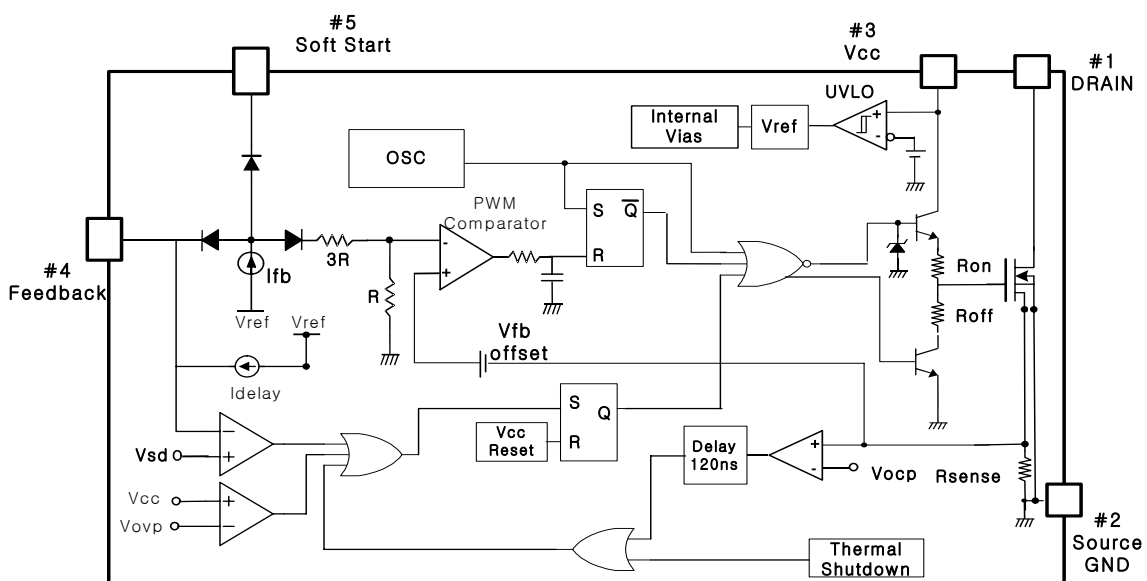 #5
Soft Start
#3
Vcc
#1
DRAIN
UVLO
Internal
Vias
Vref
+
-
OSC
PWM
Comparator
S
Q
R
-
+
3R
R
Ifb
Vref
#4
Feedback
Vref
Idelay
Vfb
offset
Ron
Roff
S
Q
R
Vcc
Reset
Delay
120ns
+
-
Vocp
Rsense
Vsd
-
+
Vcc
Vovp
+
-
Thermal
Shutdown
#2
Source
GND